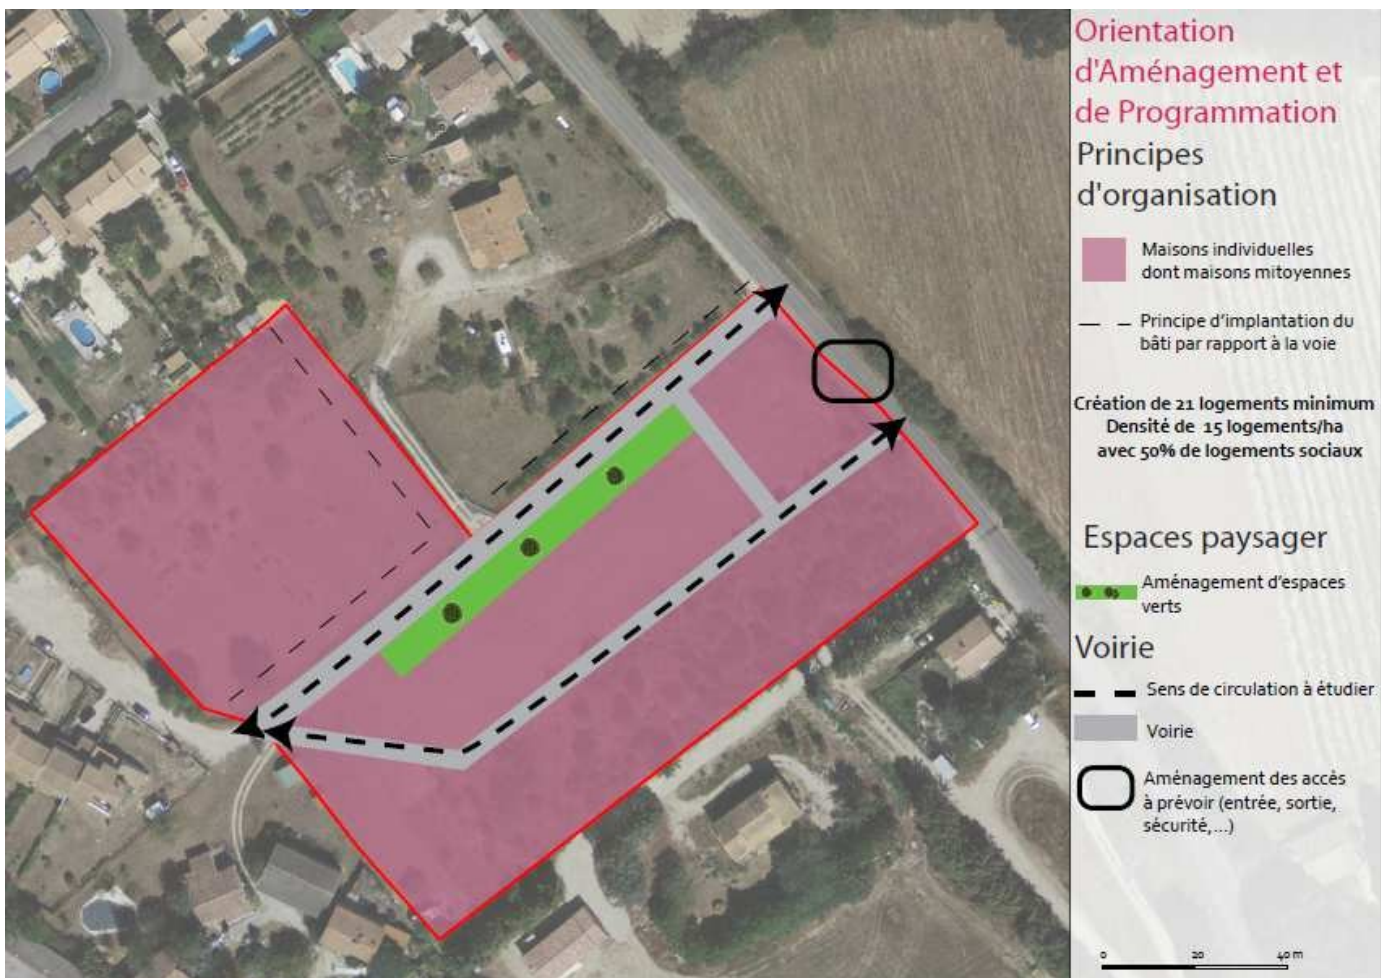 Orientation
d'Aménagement et
de Programmation
Principes
d'organisation
Maisons individuelles
dont maisons mitoyennes
Principe d'implantation du
bâti par rapport à la voie
Création de 21 logements minimum
Densité de 15 logements/ha
avec 50% de logements sociaux
Espaces paysager
Aménagement d'espaces
verts
Voirie
Sens de circulation à étudier
Voirie
Aménagement des accès
à prévoir (entrée, sortie,
sécurité,...)
0 20 40 m